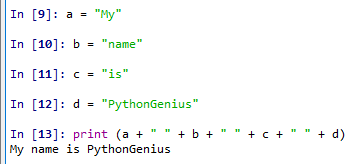 In [9]: a = "My"
In [10]: b = "name"
In [11]: c = "is"
In [12]: d = "PythonGenius"
In [13]: print (a + " " + b + " " + c + " " + d)
My name is PythonGenius